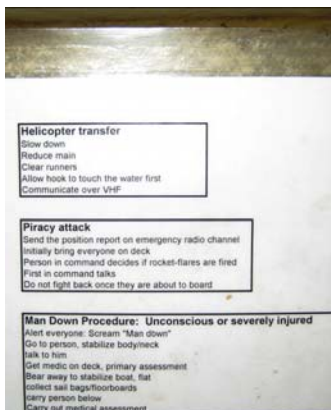 Helicopter transfer
Slow down
Reduce main
Clear runners
Allow hook to touch the water first
Communicate over VHF
Piracy attack
Send the position report on emergency radio channel
Initially bring everyone on deck
Person in command decides if rocket-flares are fired
First in command talks
Do not fight back once they are about to board
Man Down Procedure: Unconscious or severely injured
Alert everyone: Scream "Man down"
Go to person, stabilize body/neck
talk to him
Get medic on deck, primary assessment
Bear away to stabilize boat, flat
collect sail bags/floorboards
carry person below
Carry out medical assessment